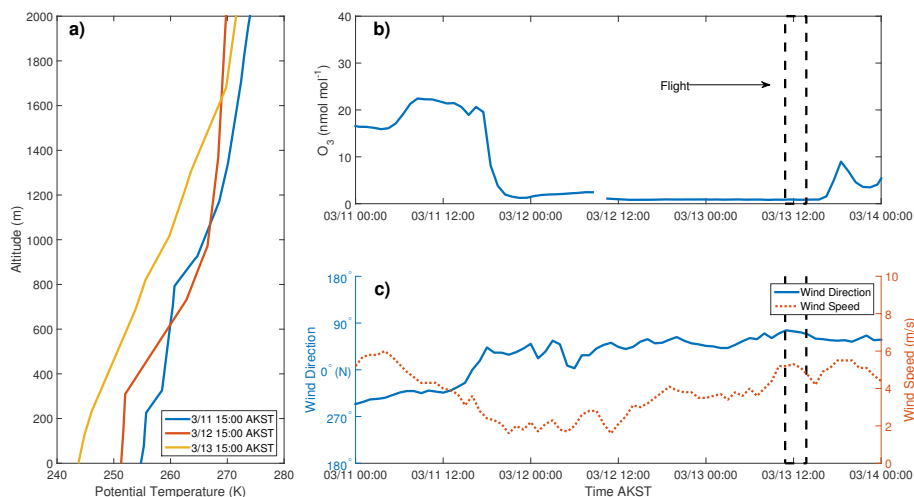 a)
2000
1800
1600
1400
1200
1000
800
600
400
200
0
Altitude (m)
240 250 260 270 280
Potential Temperature (K)
3/11 15:00 AKST
3/12 15:00 AKST
3/13 15:00 AKST
b)
40
30
20
10
0
O3 (nmol mol-1)
Flight
03/11 00:00 03/11 12:00 03/12 00:00 03/12 12:00 03/13 00:00 03/13 12:00 03/14 00:00
c)
180°
90°
0° (N)
270°
180°
Wind Direction
Wind Direction
Wind Speed
10
8
6
4
2
0
Wind Speed (m/s)
03/11 00:00 03/11 12:00 03/12 00:00 03/12 12:00 03/13 00:00 03/13 12:00 03/14 00:00
Time AKST